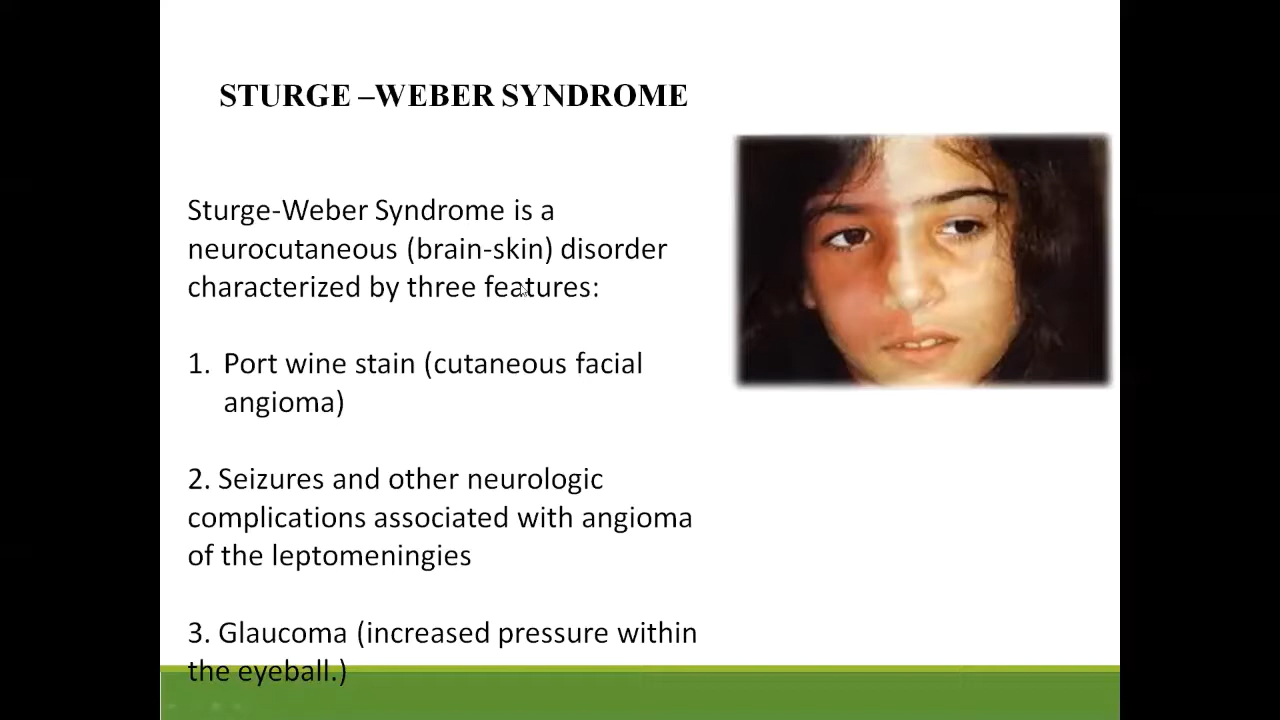 STURGE –WEBER SYNDROME
Sturge-Weber Syndrome is a
neurocutaneous (brain-skin) disorder
characterized by three features:
1. Port wine stain (cutaneous facial
angioma)
2. Seizures and other neurologic
complications associated with angioma
of the leptomeningies
3. Glaucoma (increased pressure within
the eyeball.)